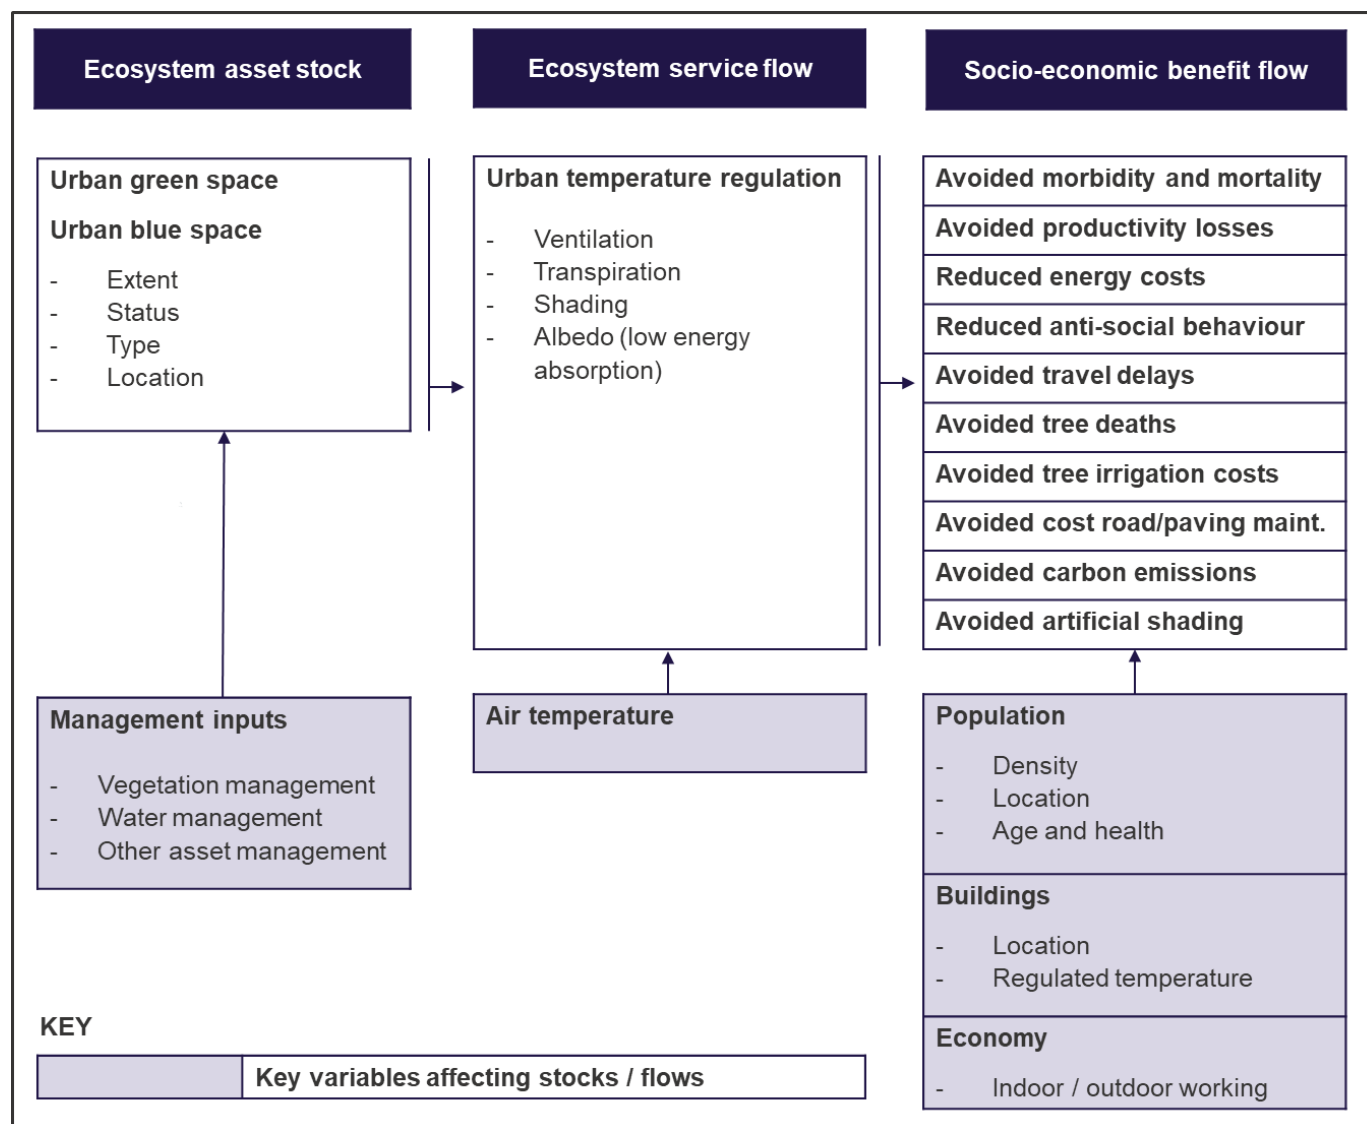 Ecosystem asset stock
Ecosystem service flow
Socio-economic benefit flow
Urban green space
Urban blue space
- Extent
- Status
- Type
- Location
Urban temperature regulation
- Ventilation
- Transpiration
- Shading
- Albedo (low energy
absorption)
Avoided morbidity and mortality
Avoided productivity losses
Reduced energy costs
Reduced anti-social behaviour
Avoided travel delays
Avoided tree deaths
Avoided tree irrigation costs
Avoided cost road/paving maint.
Avoided carbon emissions
Avoided artificial shading
Management inputs
- Vegetation management
- Water management
- Other asset management
Air temperature
Population
- Density
- Location
- Age and health
Buildings
- Location
- Regulated temperature
Economy
- Indoor / outdoor working
KEY
Key variables affecting stocks / flows